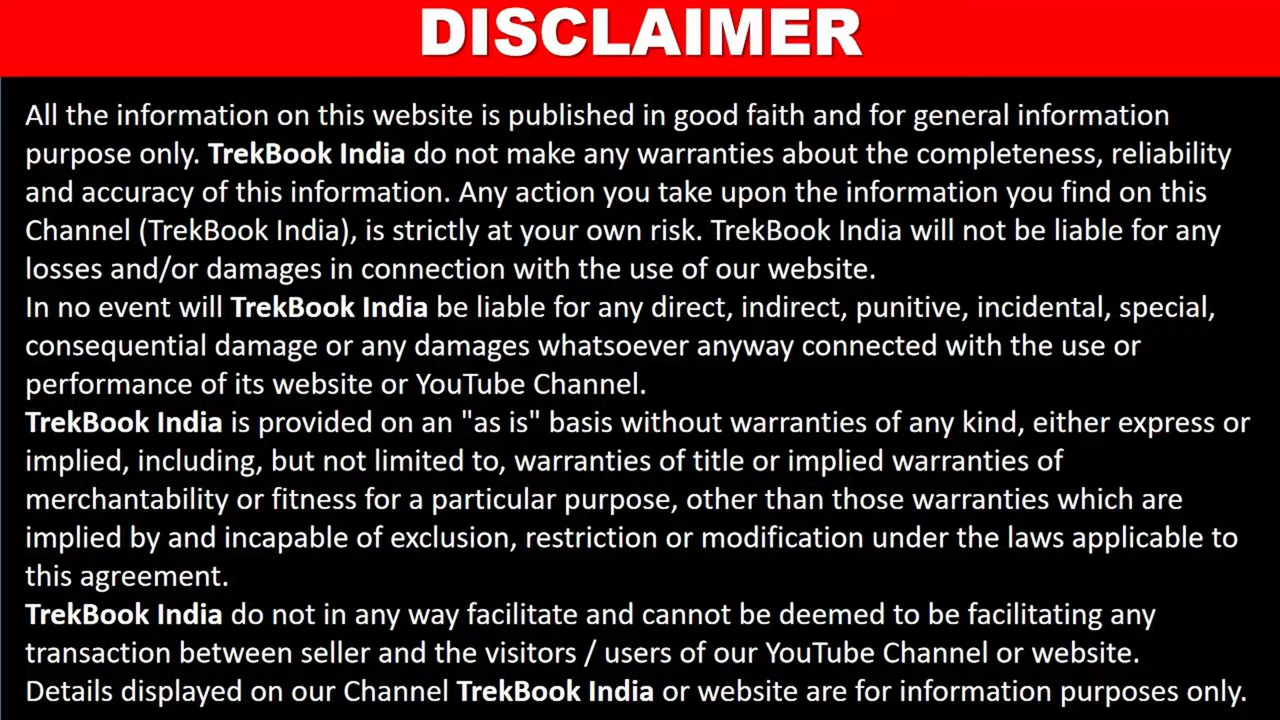 DISCLAIMER
All the information on this website is published in good faith and for general information
purpose only. TrekBook India do not make any warranties about the completeness, reliability
and accuracy of this information. Any action you take upon the information you find on this
Channel (TrekBook India), is strictly at your own risk. TrekBook India will not be liable for any
losses and/or damages in connection with the use of our website.
In no event will TrekBook India be liable for any direct, indirect, punitive, incidental, special,
consequential damage or any damages whatsoever anyway connected with the use or
performance of its website or YouTube Channel.
TrekBook India is provided on an "as is" basis without warranties of any kind, either express or
implied, including, but not limited to, warranties of title or implied warranties of
merchantability or fitness for a particular purpose, other than those warranties which are
implied by and incapable of exclusion, restriction or modification under the laws applicable to
this agreement.
TrekBook India do not in any way facilitate and cannot be deemed to be facilitating any
transaction between seller and the visitors / users of our YouTube Channel or website.
Details displayed on our Channel TrekBook India or website are for information purposes only.